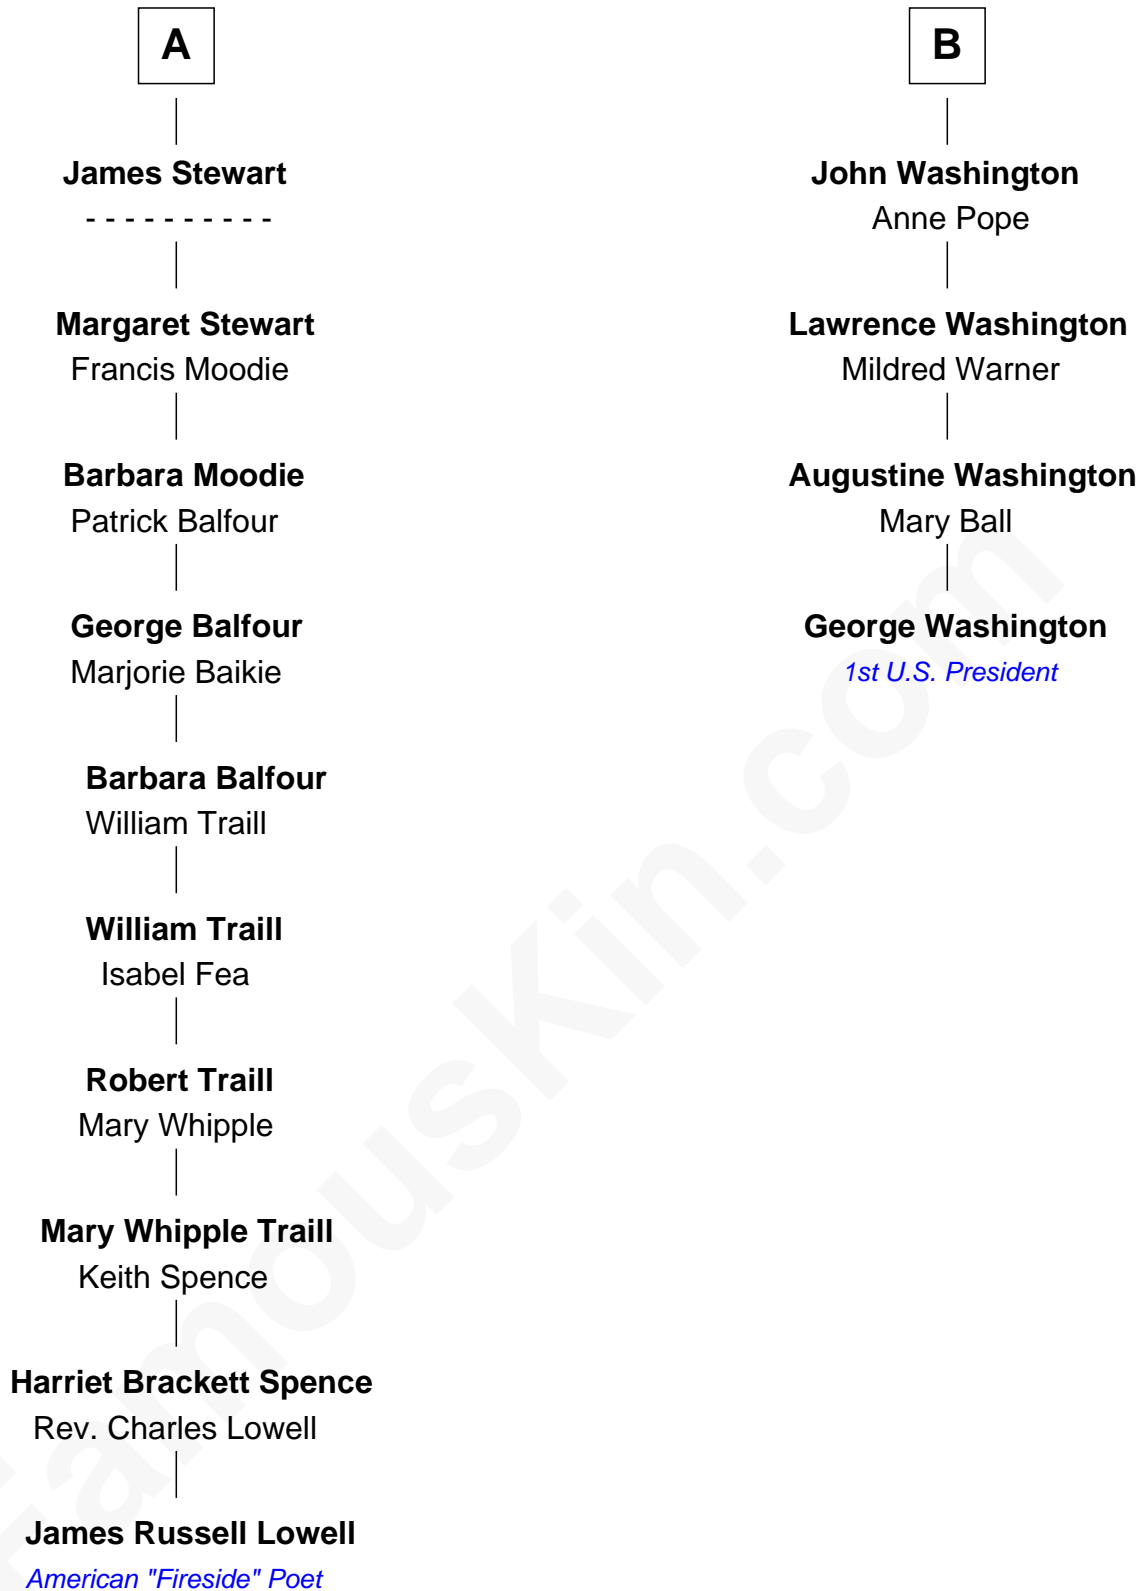 A
James Stewart
- - - - - - - - - -
Margaret Stewart
Francis Moodie
Barbara Moodie
Patrick Balfour
George Balfour
Marjorie Baikie
Barbara Balfour
William Traill
William Traill
Isabel Fea
Robert Traill
Mary Whipple
Mary Whipple Traill
Keith Spence
Harriet Brackett Spence
Rev. Charles Lowell
James Russell Lowell
American "Fireside" Poet
B
John Washington
Anne Pope
Lawrence Washington
Mildred Warner
Augustine Washington
Mary Ball
George Washington
1st U.S. President
FamousKin.com